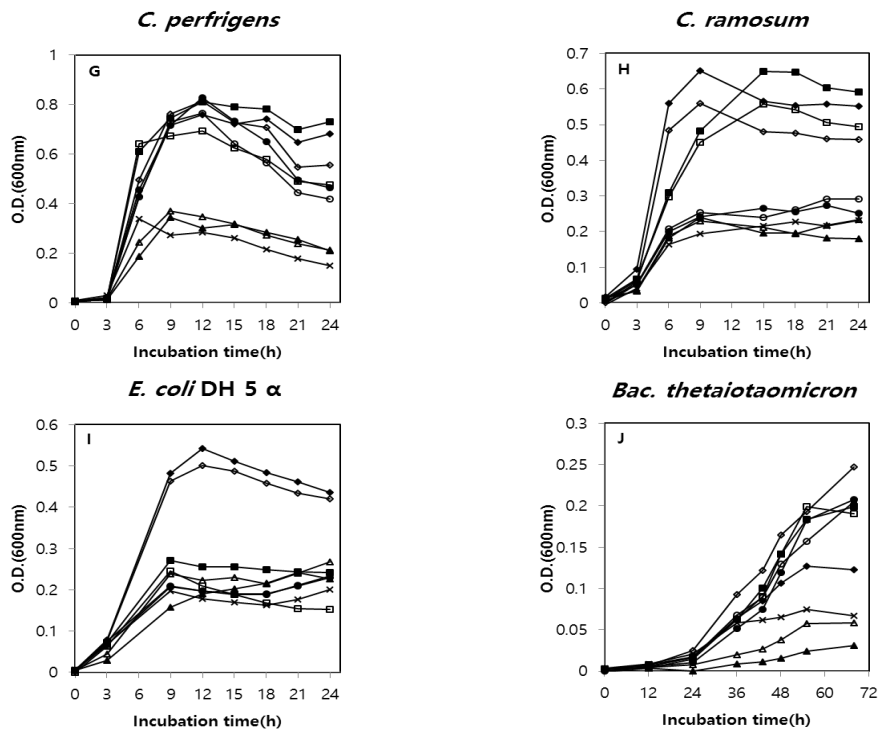 C. perfrigens
G
O.D.(600nm)
1
0.8
0.6
0.4
0.2
0
0 3 6 9 12 15 18 21 24
Incubation time(h)
C. ramosum
H
O.D.(600nm)
0.7
0.6
0.5
0.4
0.3
0.2
0.1
0
0 3 6 9 12 15 18 21 24
Incubation time(h)
E. coli DH 5 α
I
O.D.(600nm)
0.6
0.5
0.4
0.3
0.2
0.1
0
0 3 6 9 12 15 18 21 24
Incubation time(h)
Bac. thetaiotaomicron
J
O.D.(600nm)
0.3
0.25
0.2
0.15
0.1
0.05
0
0 12 24 36 48 60 72
Incubation time(h)